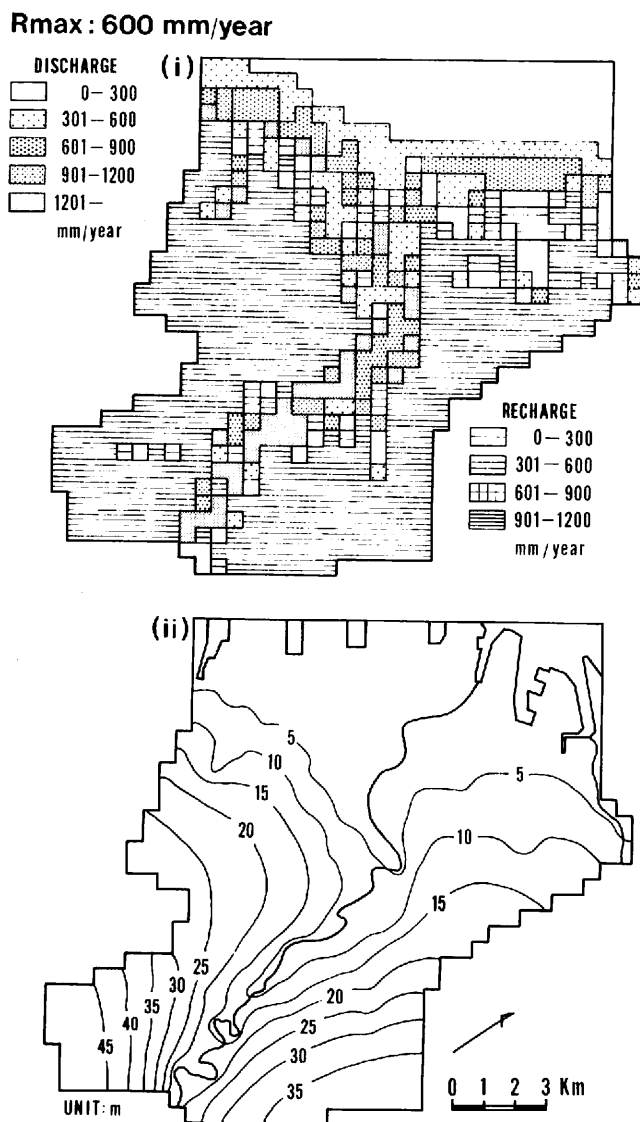 Rmax : 600 mm/year
DISCHARGE
0–300
301–600
601–900
901–1200
1201–
mm/year
(i)
RECHARGE
0–300
301–600
601–900
901–1200
mm/year
(ii)
5
10
15
20
25
30
35
40
45
5
10
15
20
25
30
35
UNIT: m
0 1 2 3 Km